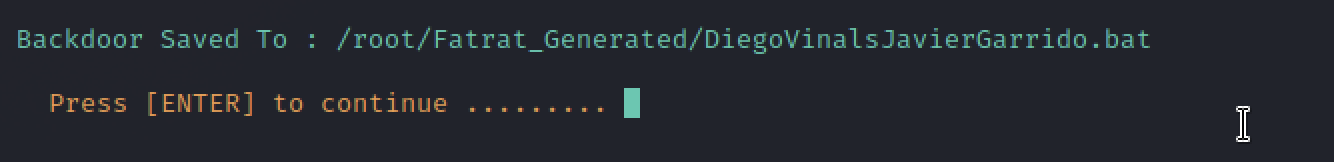 Backdoor Saved To : /root/Fatrat_Generated/DiegoVinalsJavierGarrido.bat
Press [ENTER] to continue .........